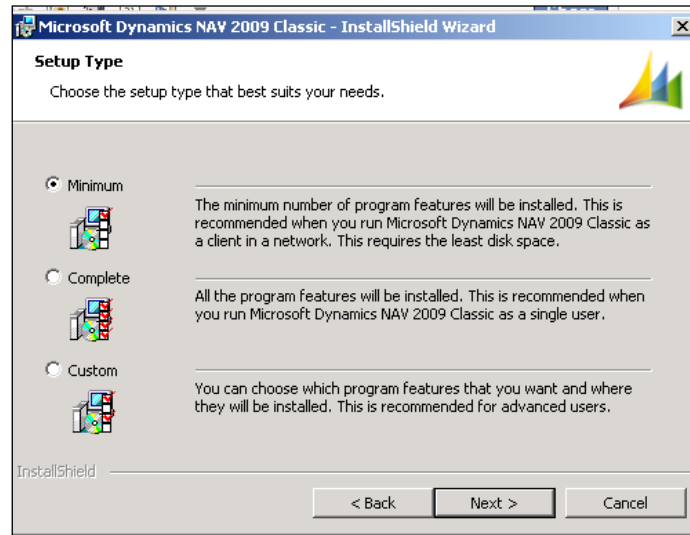 Microsoft Dynamics NAV 2009 Classic - InstallShield Wizard
Setup Type
Choose the setup type that best suits your needs.
Minimum
The minimum number of program features will be installed. This is
recommended when you run Microsoft Dynamics NAV 2009 Classic as
a client in a network. This requires the least disk space.
Complete
All the program features will be installed. This is recommended when
you run Microsoft Dynamics NAV 2009 Classic as a single user.
Custom
You can choose which program features that you want and where
they will be installed. This is recommended for advanced users.
InstallShield
< Back Next > Cancel